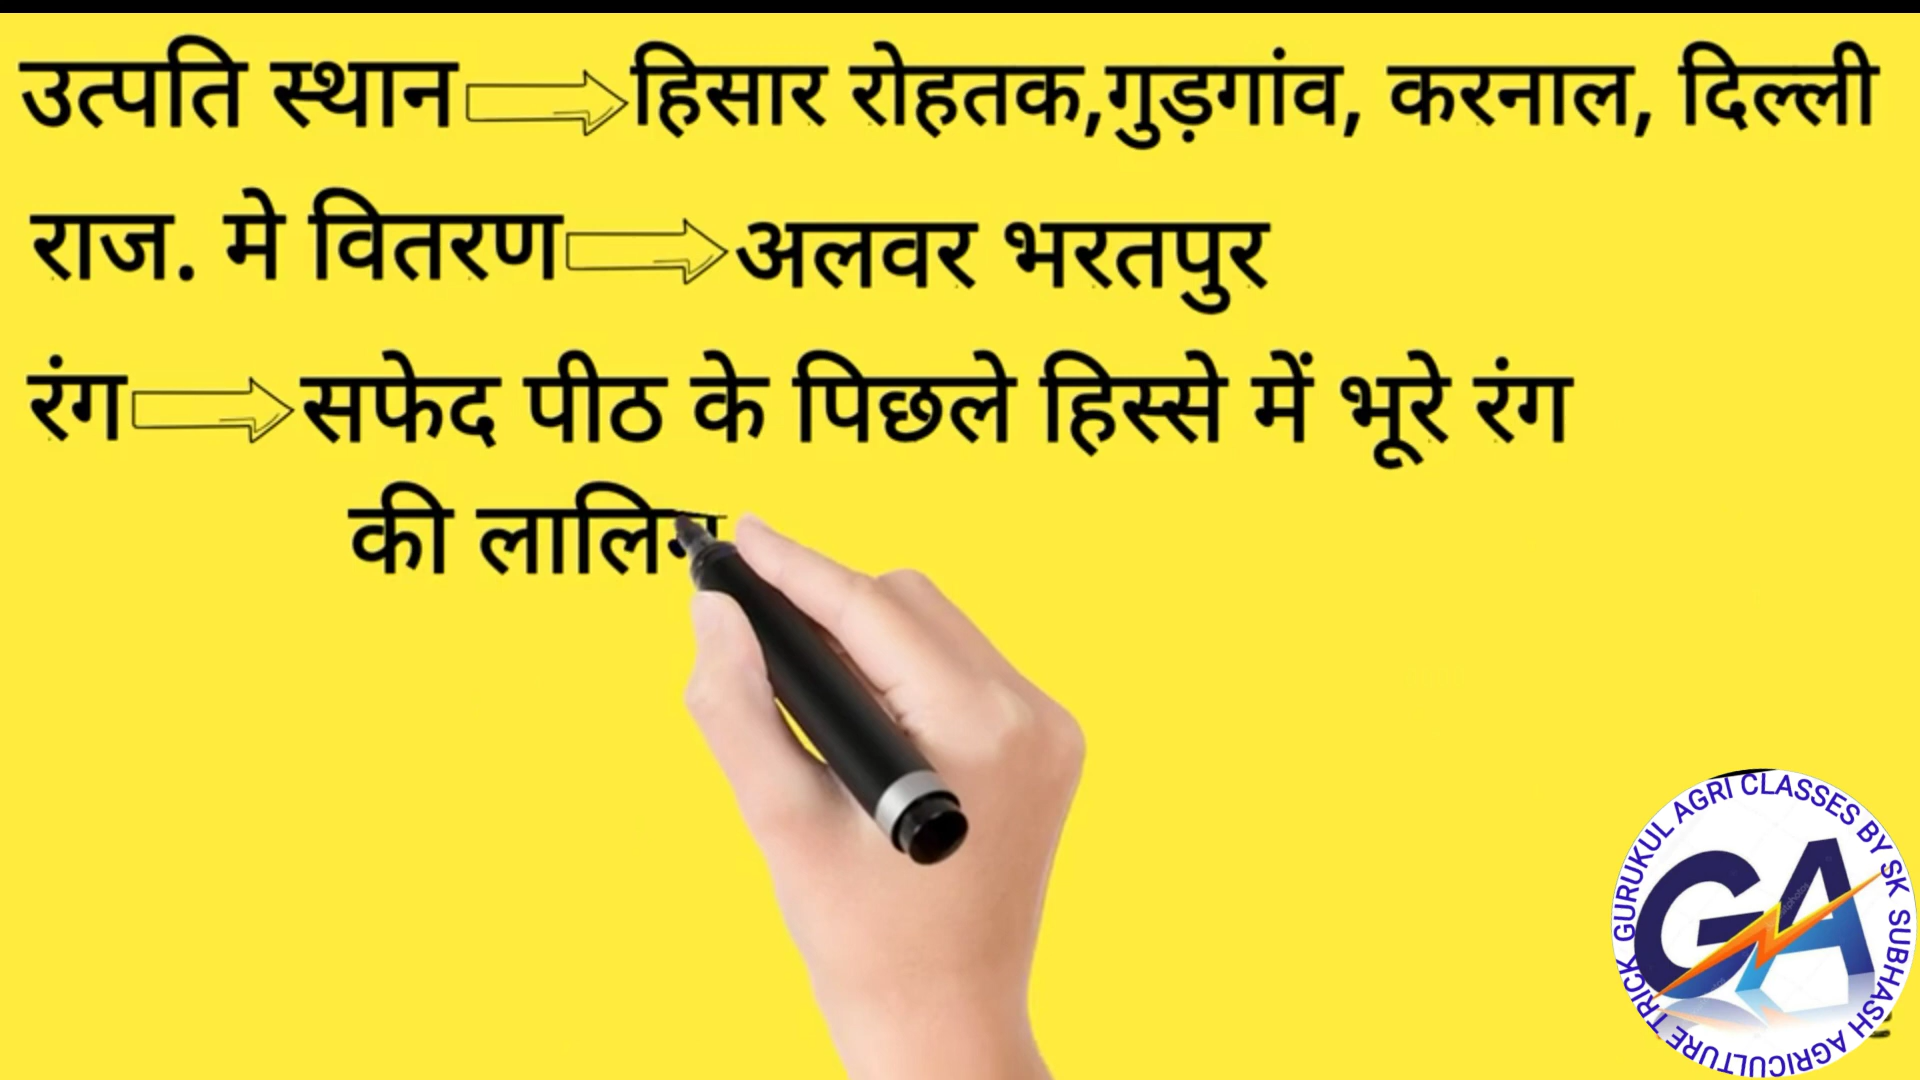 उत्पति स्थान हिसार रोहतक,गुड़गांव, करनाल, दिल्ली
राज. मे वितरण अलवर भरतपुर
रंग सफेद पीठ के पिछले हिस्से में भूरे रंग
की
GURUKUL AGRI CLASSES BY SK SUBHASH AGRICULTURE TRICK
GA